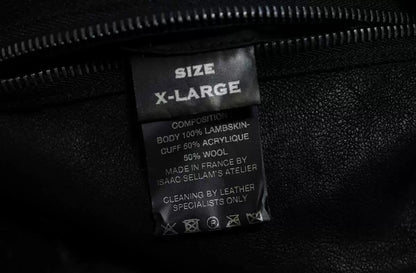 SIZE
X-LARGE
COMPOSITION
BODY 100% LAMBSKIN-
CUFF 50% ACRYLIQUE
50% WOOL
MADE IN FRANCE BY
ISAAC SELLAM'S ATELIER
CLEANING BY LEATHER
SPECIALISTS ONLY